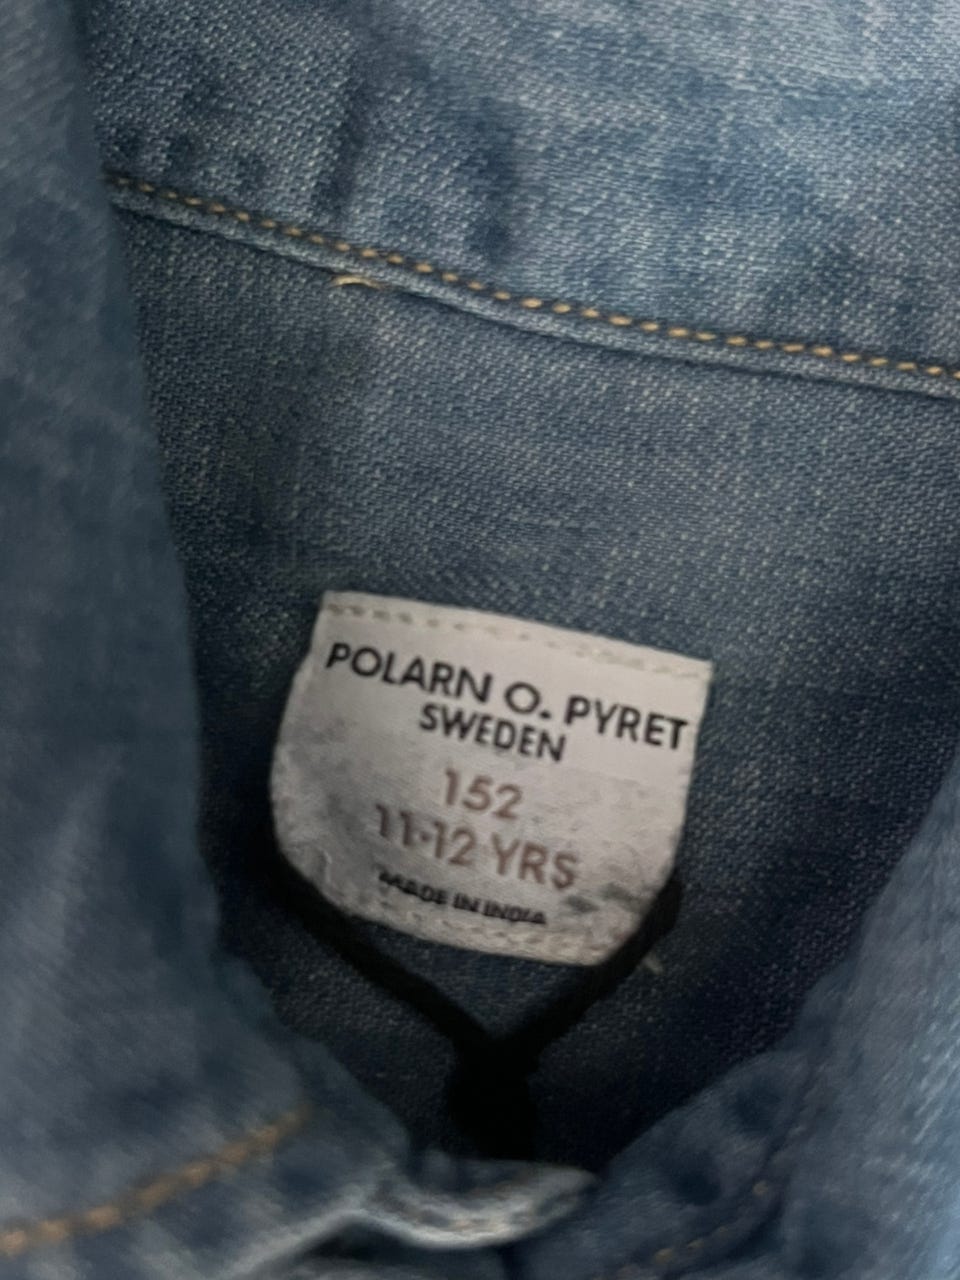 POLARN O. PYRET
SWEDEN
152
11-12 YRS
MADE IN INDIA